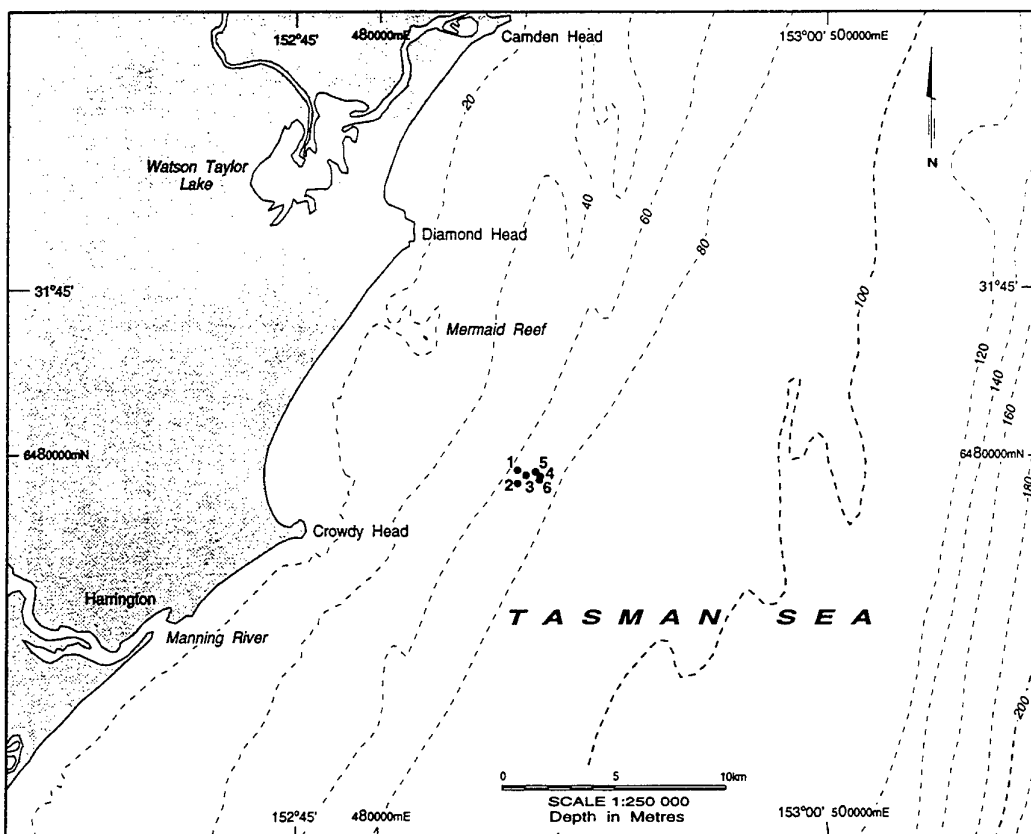 152°45'
480000mE
Camden Head
153°00'
500000mE
20
Watson Taylor
Lake
N
40
60
Diamond Head
80
31°45'
31°45'
100
Mermaid Reef
120
140
160
6480000mN
6480000mN
180
1
5
4
2
3
6
Crowdy Head
Harrington
TASMAN SEA
Manning River
200
0 5 10km
SCALE 1:250 000
Depth in Metres
152°45'
480000mE
153°00'
500000mE